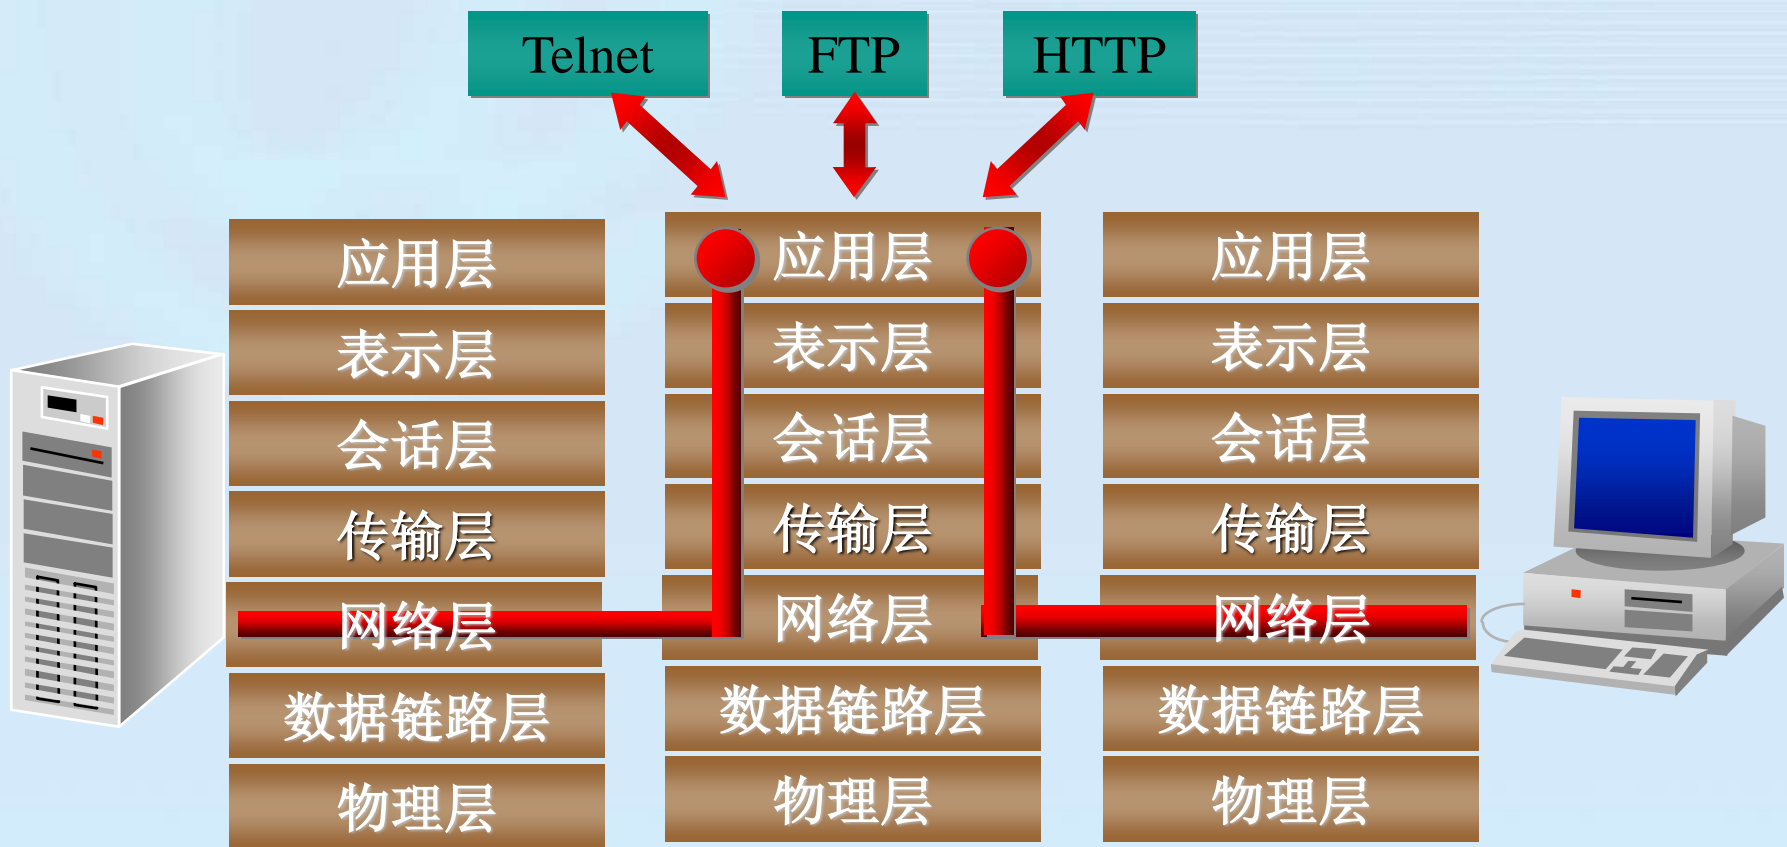 Telnet
FTP
HTTP
应用层
表示层
会话层
传输层
网络层
数据链路层
物理层
应用层
表示层
会话层
传输层
网络层
数据链路层
物理层
应用层
表示层
会话层
传输层
网络层
数据链路层
物理层